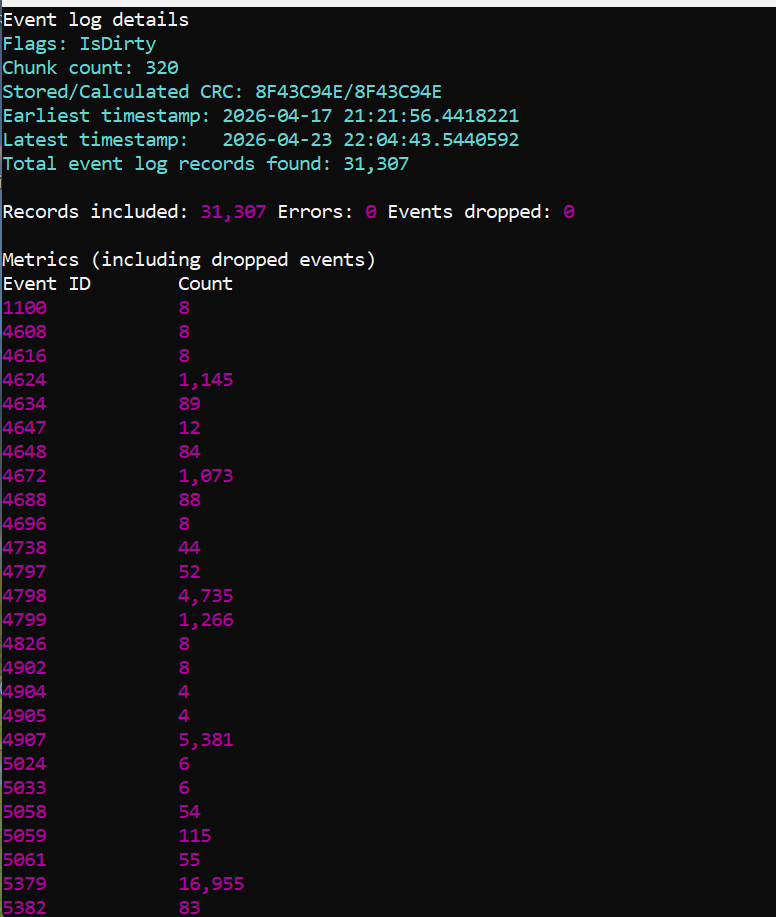 Event log details
Flags: IsDirty
Chunk count: 320
Stored/Calculated CRC: 8F43C94E/8F43C94E
Earliest timestamp: 2026-04-17 21:21:56.4418221
Latest timestamp:   2026-04-23 22:04:43.5440592
Total event log records found: 31,307

Records included: 31,307 Errors: 0 Events dropped: 0

Metrics (including dropped events)
Event ID        Count
1100            8
4608            8
4616            8
4624            1,145
4634            89
4647            12
4648            84
4672            1,073
4688            88
4696            8
4738            44
4797            52
4798            4,735
4799            1,266
4826            8
4902            8
4904            4
4905            4
4907            5,381
5024            6
5033            6
5058            54
5059            115
5061            55
5379            16,955
5382            83